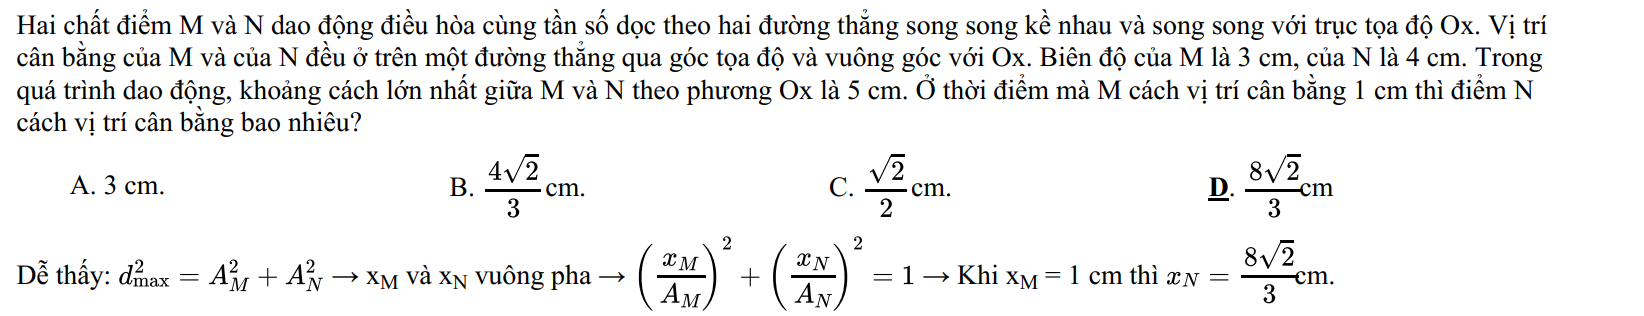 Hai chất điểm M và N dao động điều hòa cùng tần số dọc theo hai đường thẳng song song kề nhau và song song với trục tọa độ Ox. Vị trí
cân bằng của M và của N đều ở trên một đường thẳng qua góc tọa độ và vuông góc với Ox. Biên độ của M là 3 cm, của N là 4 cm. Trong
quá trình dao động, khoảng cách lớn nhất giữa M và N theo phương Ox là 5 cm. Ở thời điểm mà M cách vị trí cân bằng 1 cm thì điểm N
cách vị trí cân bằng bao nhiêu?
A. 3 cm. B. $\frac{4\sqrt{2}}{3}$ cm. C. $\frac{\sqrt{2}}{2}$ cm. D. $\frac{8\sqrt{2}}{3}$ cm
Dễ thấy: $d_{\max}^2 = A_M^2 + A_N^2$ → x_M và x_N vuông pha → $\left(\frac{x_M}{A_M}\right)^2 + \left(\frac{x_N}{A_N}\right)^2 = 1$ → Khi x_M = 1 cm thì $x_N = \frac{8\sqrt{2}}{3}$ cm.